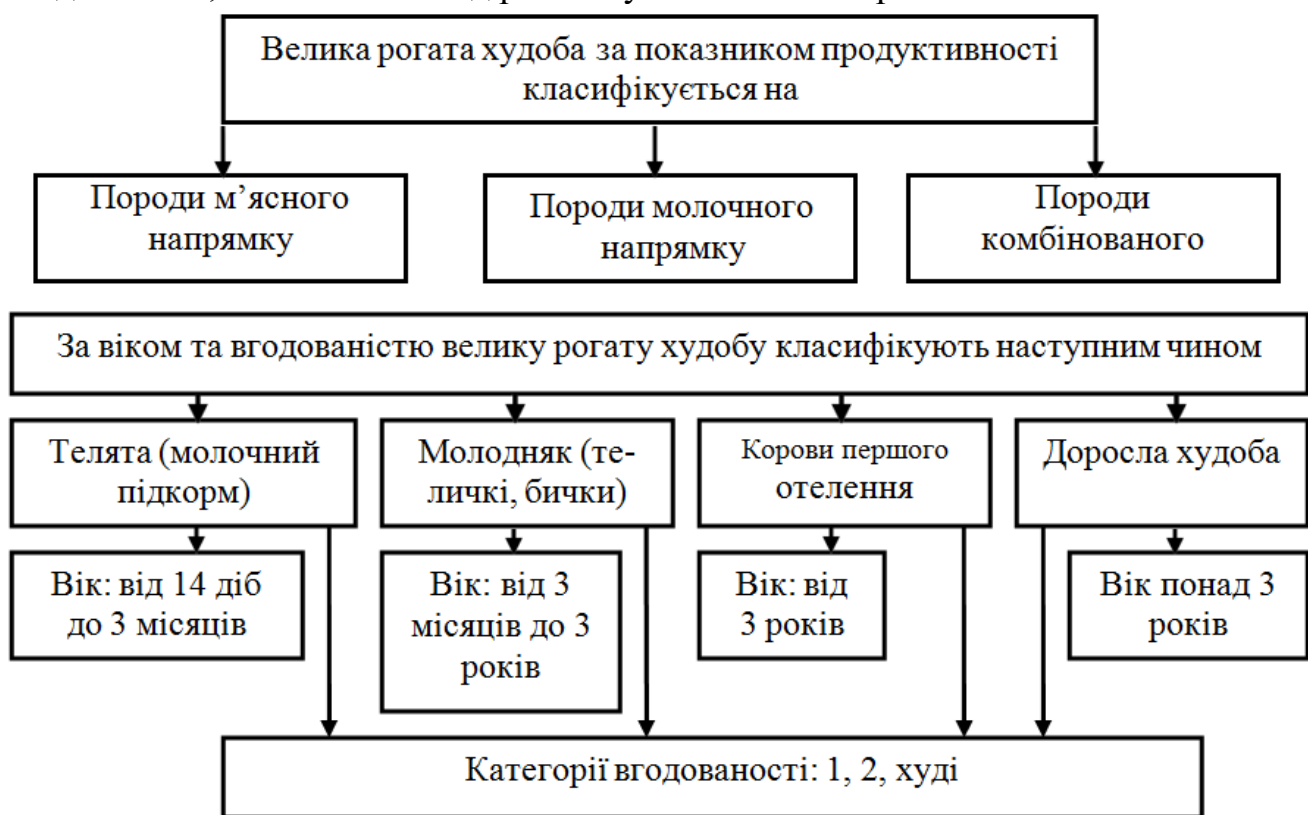 Велика рогата худоба за показником продуктивності
класифікується на
Породи м’ясного
напрямку
Породи молочного
напрямку
Породи
комбінованого
За віком та вгодованістю велику рогату худобу класифікують наступним чином
Телята (молочний
підкорм)
Молодняк (те-
личкі, бички)
Корови першого
отелення
Доросла худоба
Вік: від 14 діб
до 3 місяців
Вік: від 3
місяців до 3
років
Вік: від
3 років
Вік понад 3
років
Категорії вгодованості: 1, 2, худі